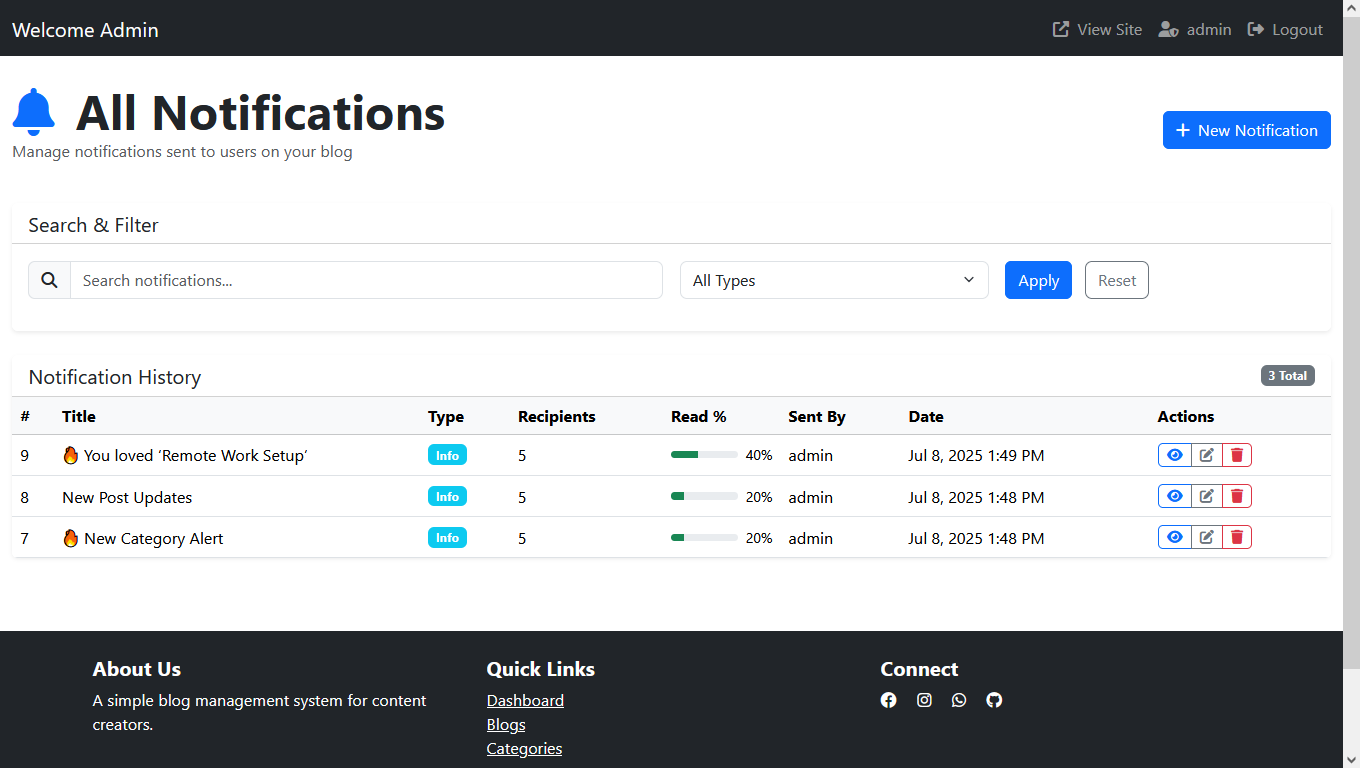 Welcome Admin View Site admin Logout
All Notifications
Manage notifications sent to users on your blog
+ New Notification
Search & Filter
Search notifications... All Types Apply Reset
Notification History 3 Total
# Title Type Recipients Read % Sent By Date Actions
9 🔥 You loved ‘Remote Work Setup’ Info 5 40% admin Jul 8, 2025 1:49 PM
8 New Post Updates Info 5 20% admin Jul 8, 2025 1:48 PM
7 🔥 New Category Alert Info 5 20% admin Jul 8, 2025 1:48 PM
About Us Quick Links Connect
A simple blog management system for content Dashboard
creators. Blogs
Categories